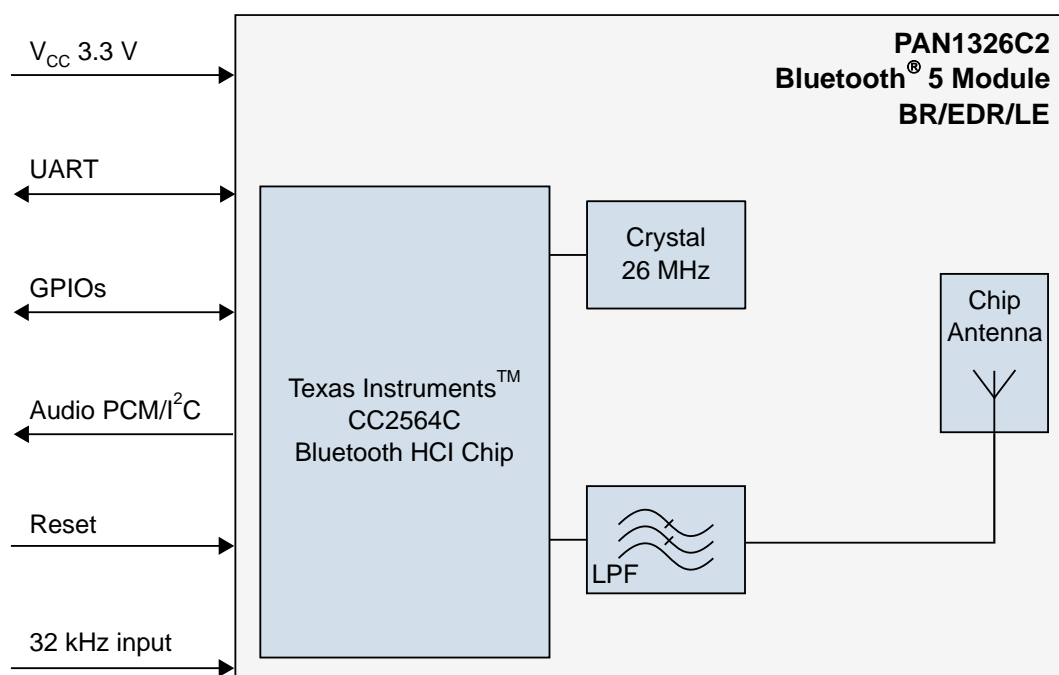 V_CC 3.3 V
UART
GPIOs
Audio PCM/I²C
Reset
32 kHz input
PAN1326C2
Bluetooth® 5 Module
BR/EDR/LE
Texas Instruments™
CC2564C
Bluetooth HCI Chip
Crystal
26 MHz
LPF
Chip
Antenna